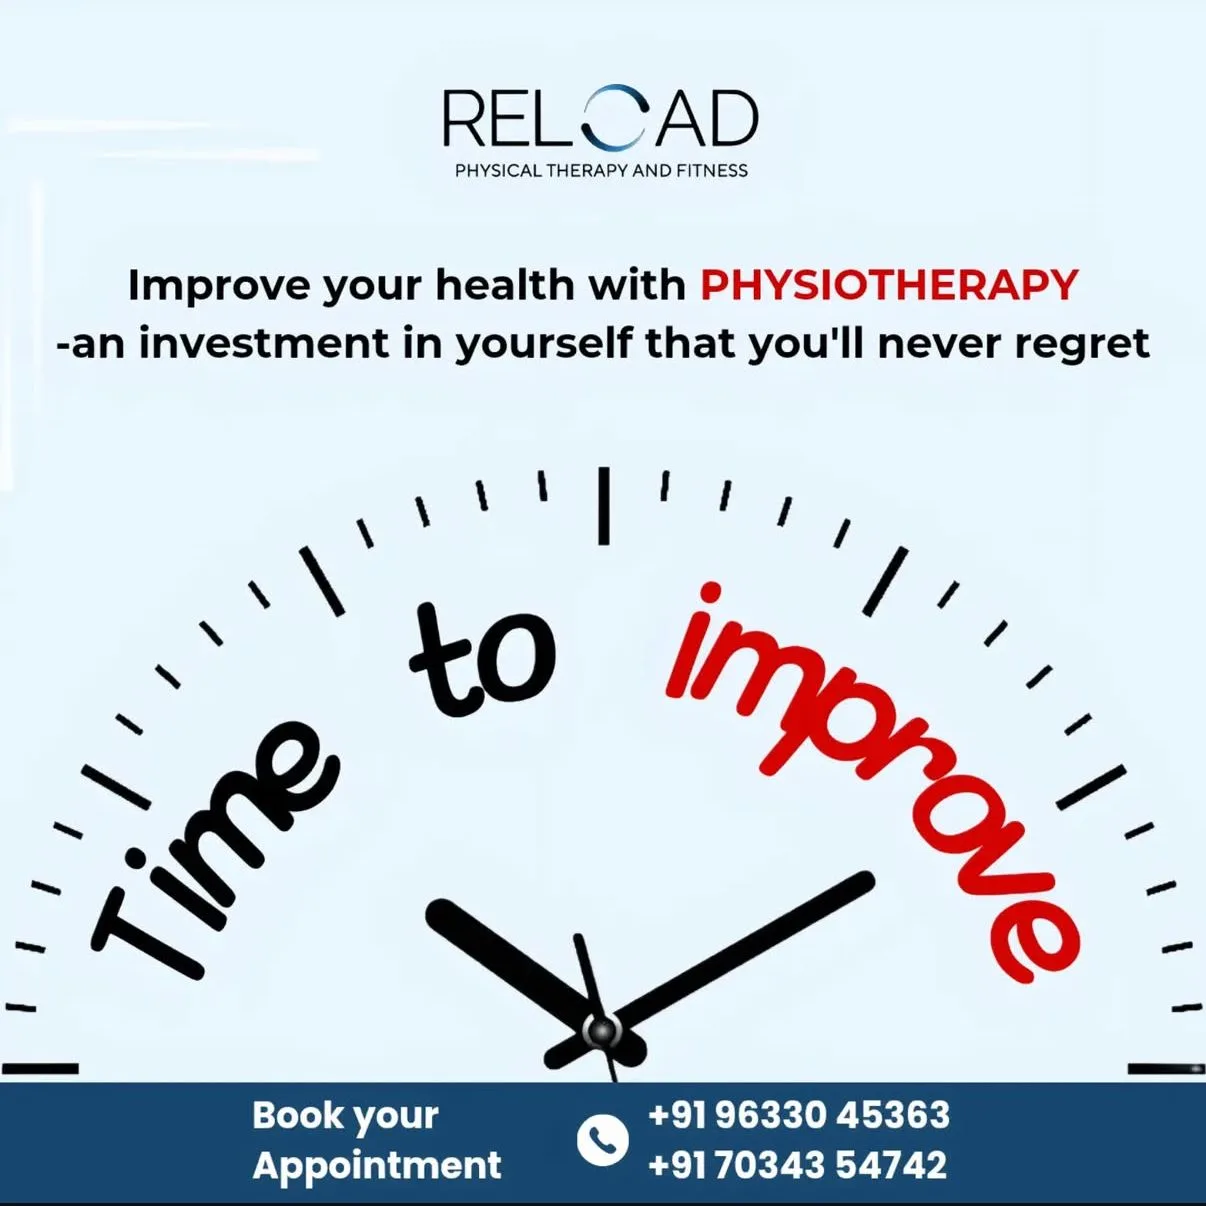 RELOAD
PHYSICAL THERAPY AND FITNESS
Improve your health with PHYSIOTHERAPY
-an investment in yourself that you'll never regret
Time to improve
Book your
Appointment
+91 96330 45363
+91 70343 54742